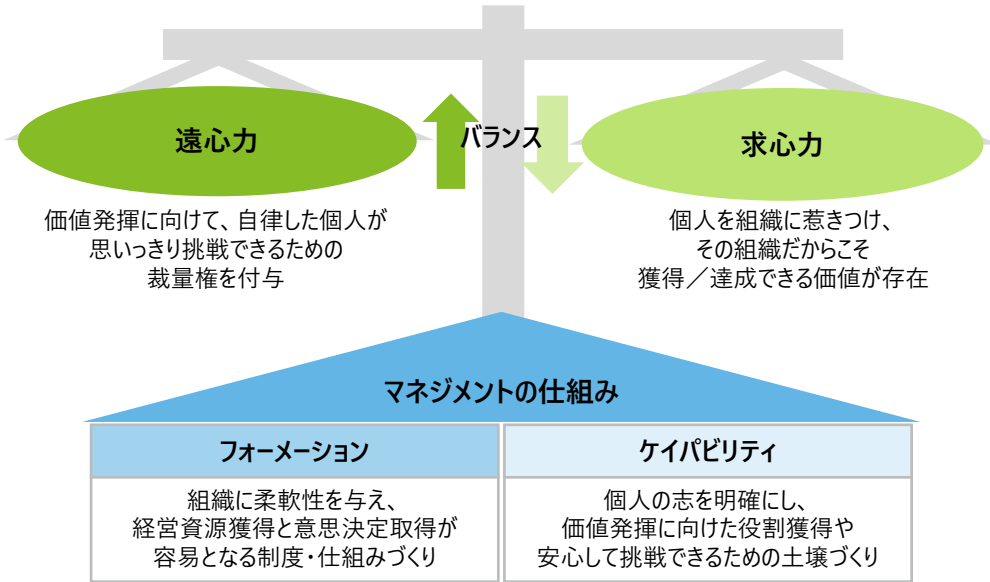 遠心力
バランス
求心力
価値発揮に向けて、自律した個人が
思いっきり挑戦できるための
裁量権を付与
個人を組織に惹きつけ、
その組織だからこそ
獲得／達成できる価値が存在
マネジメントの仕組み
フォーメーション
組織に柔軟性を与え、
経営資源獲得と意思決定取得が
容易となる制度・仕組みづくり
ケイパビリティ
個人の志を明確にし、
価値発揮に向けた役割獲得や
安心して挑戦できるための土壌づくり